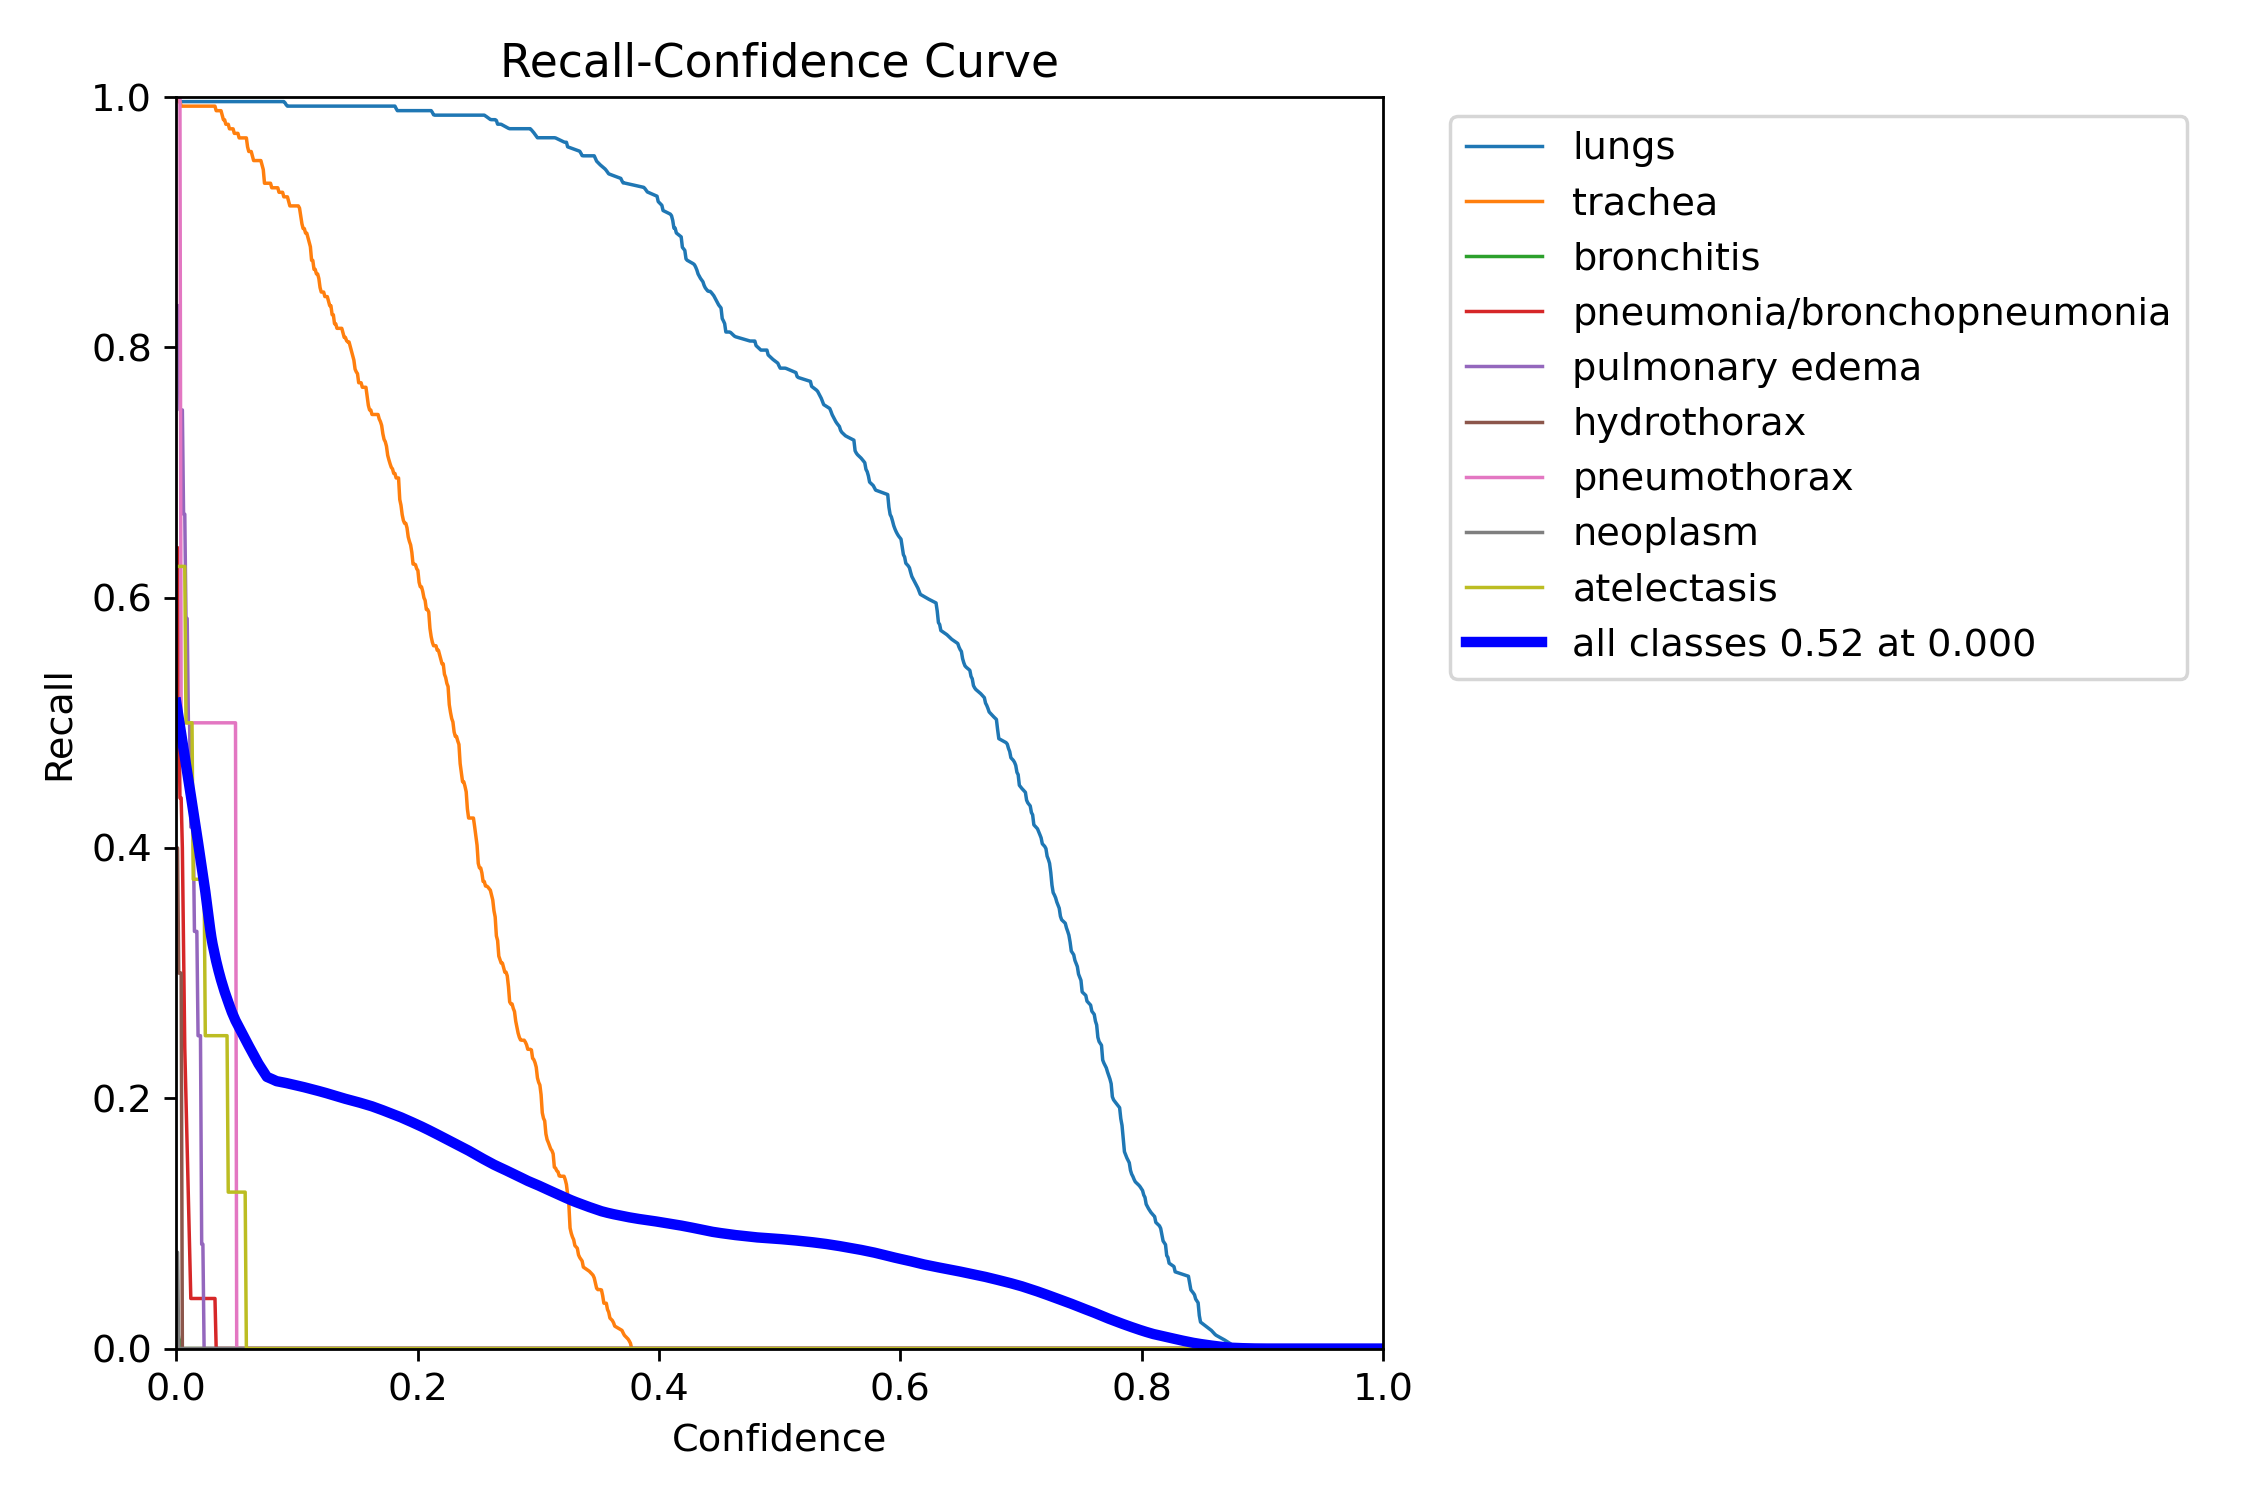 Recall-Confidence Curve
1.0
0.8
0.6
0.4
0.2
0.0
Recall
0.0 0.2 0.4 0.6 0.8 1.0
Confidence
lungs
trachea
bronchitis
pneumonia/bronchopneumonia
pulmonary edema
hydrothorax
pneumothorax
neoplasm
atelectasis
all classes 0.52 at 0.000